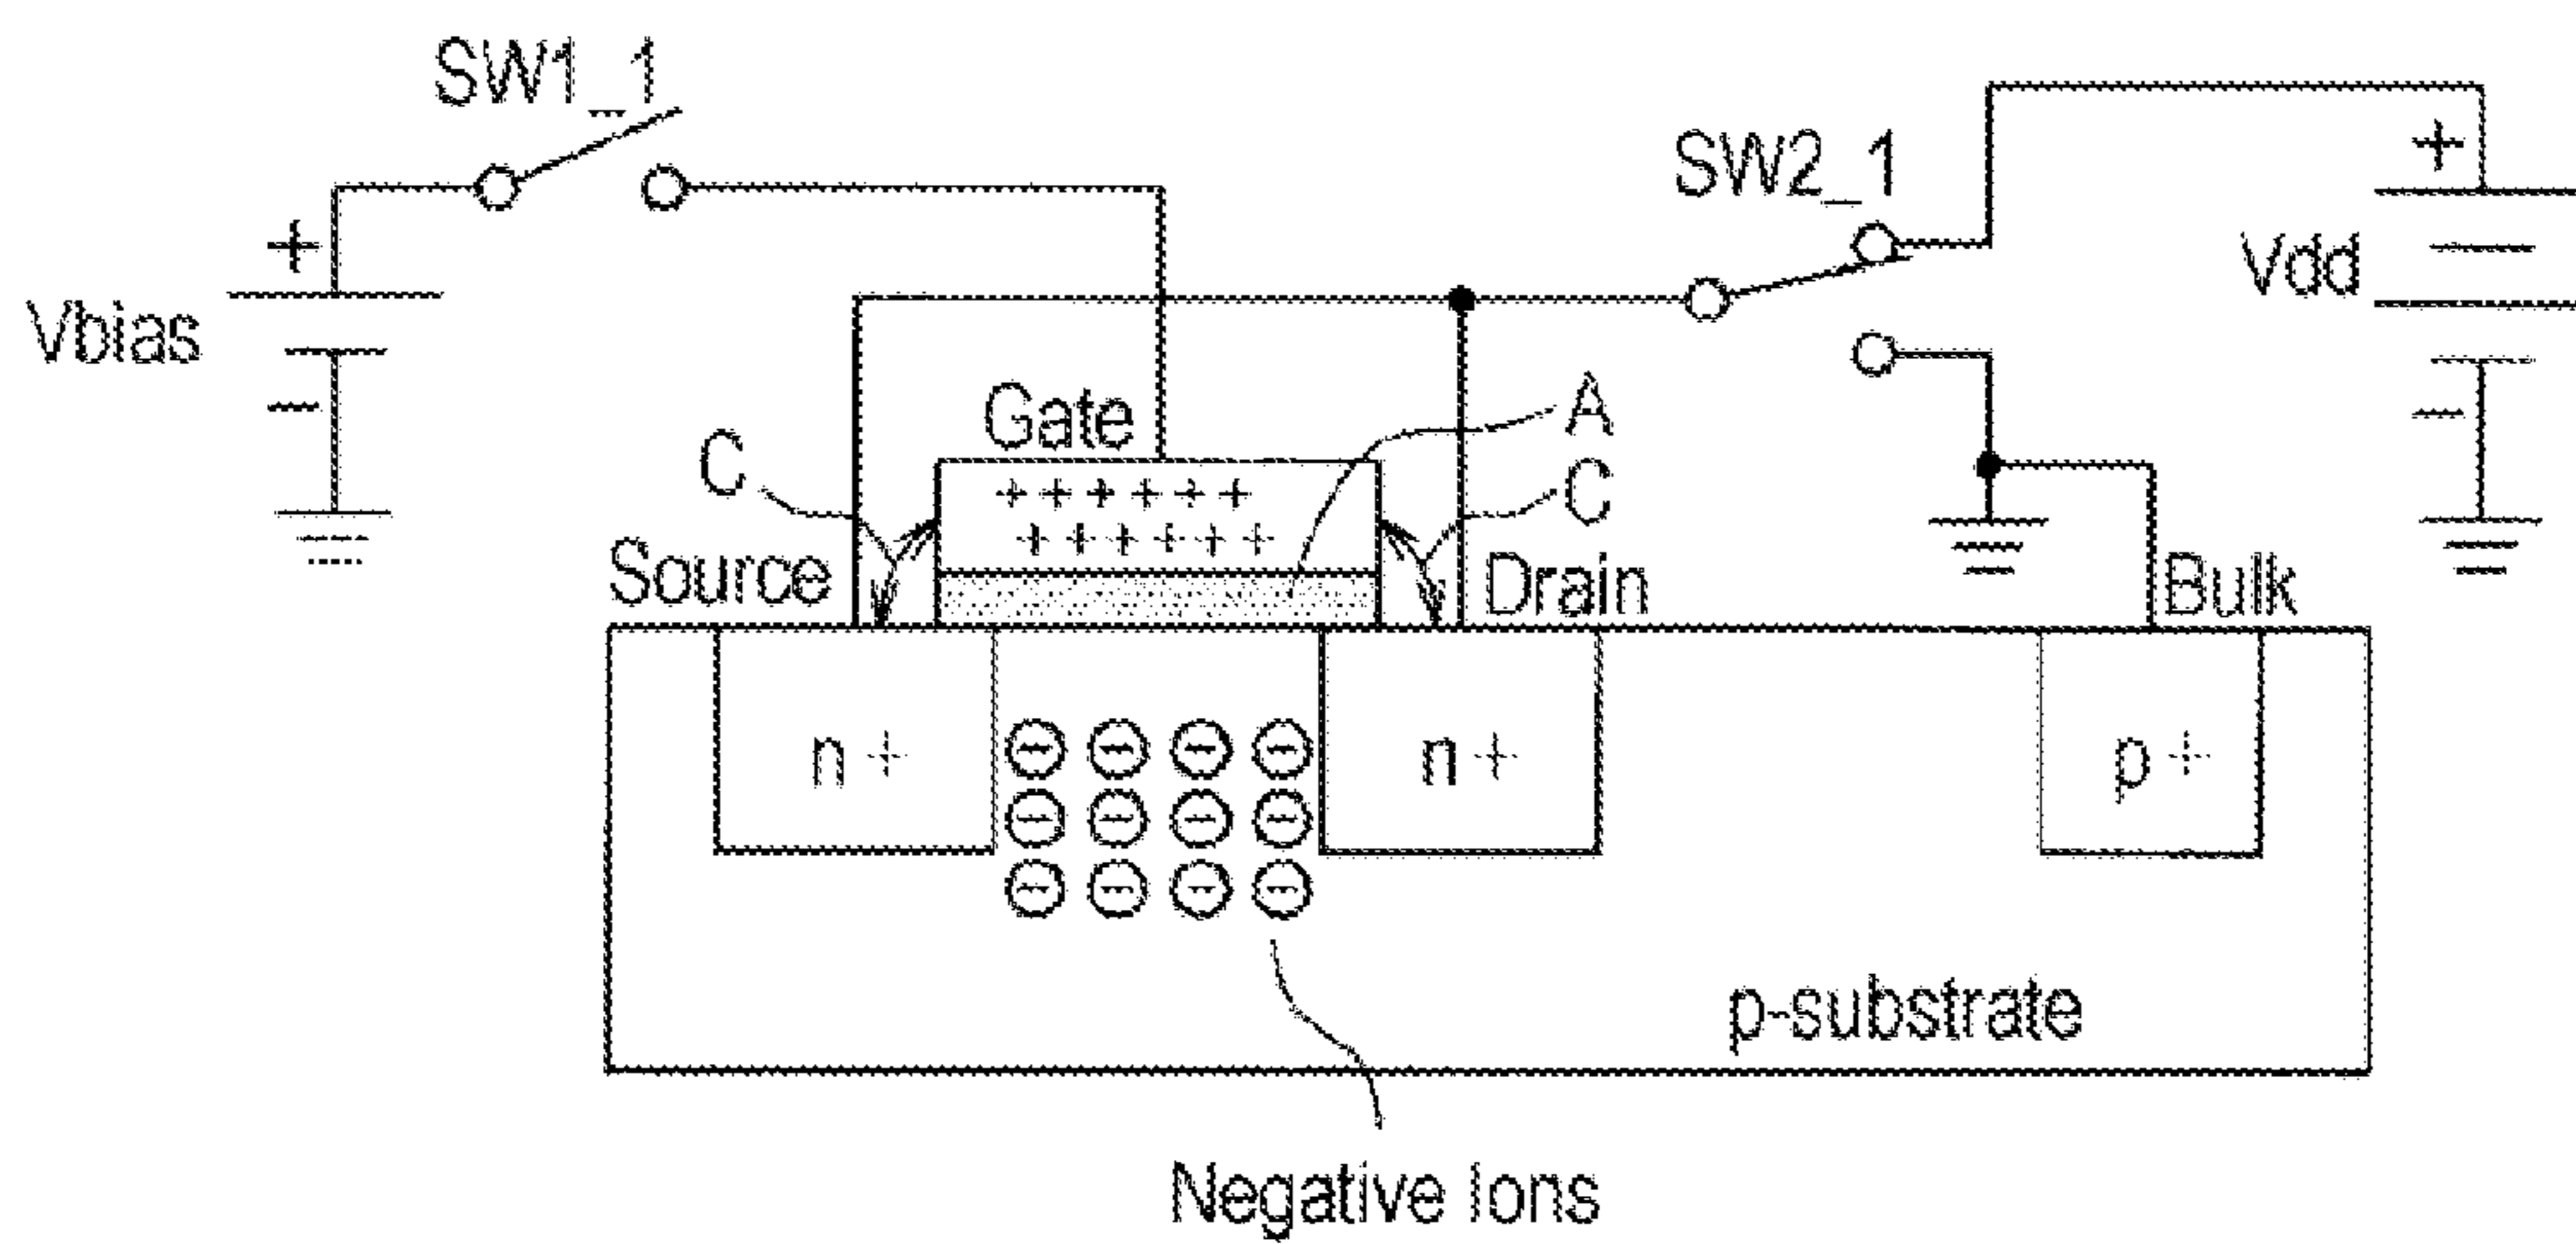 SW1_1
SW2_1
+
+
Vdd
Vbias
Gate
A
−
−
C
C
+ + + + + +
+ + + + + +
Source
Drain
Bulk
n +
n +
p +
− − − −
− − − −
− − − −
p-substrate
Negative Ions